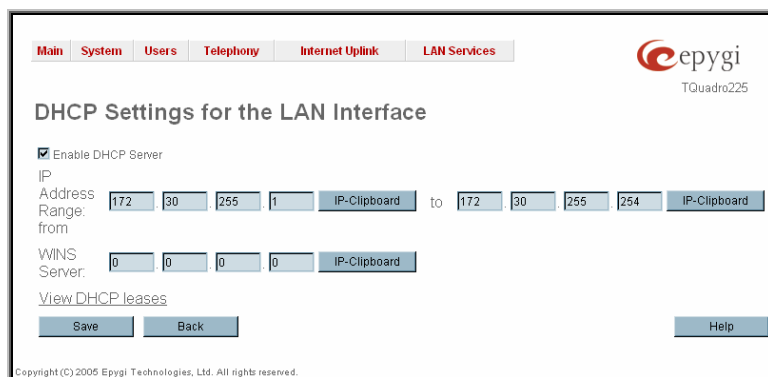 Main System Users Telephony Internet Uplink LAN Services
epygi
TQuadro225
DHCP Settings for the LAN Interface
Enable DHCP Server
IP
Address
Range:
from
172 . 30 . 255 . 1 IP-Clipboard to 172 . 30 . 255 . 254 IP-Clipboard
WINS
Server:
0 . 0 . 0 . 0 IP-Clipboard
View DHCP leases
Save Back Help
Copyright (C) 2005 Epygi Technologies, Ltd. All rights reserved.